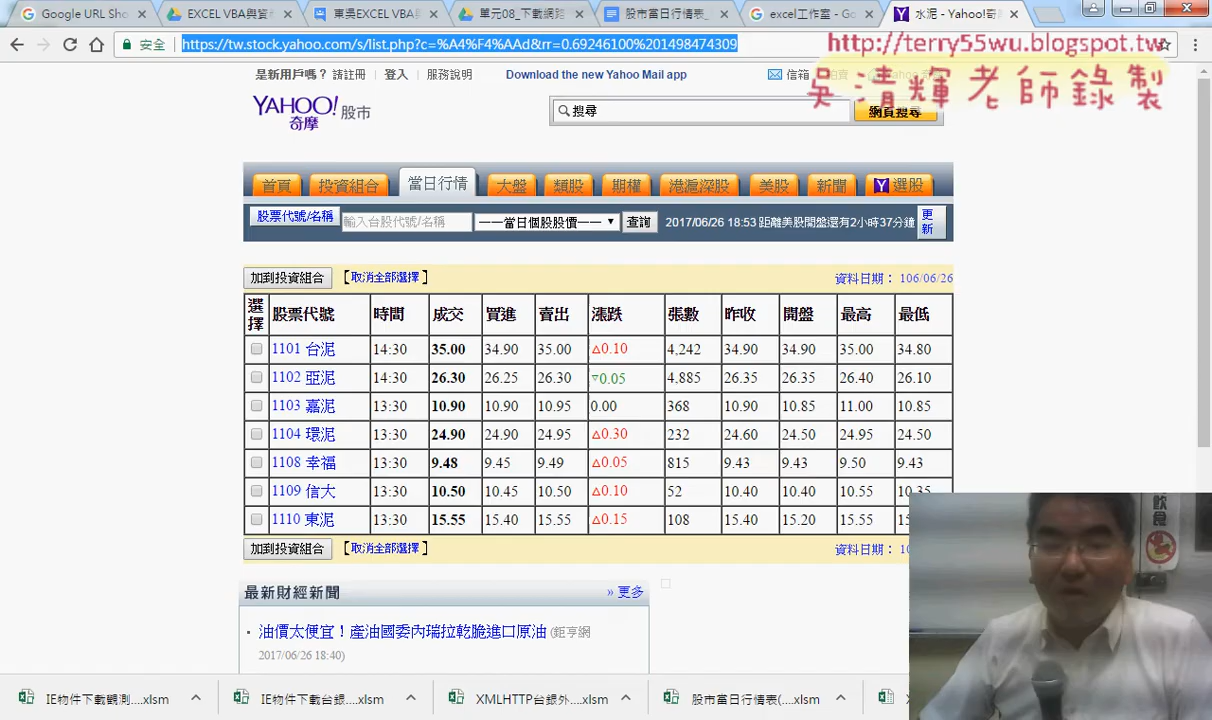 Google URL Sho
EXCEL VBA與資
東吳EXCEL VBA
單元08_下載網
股市當日行情表_
excel工作室 - Go
水泥 - Yahoo!奇
安全
https://tw.stock.yahoo.com/s/list.php?c=%A4%F4%AAd&rr=0.69246100%201498474309
http://terry55wu.blogspot.tw
吳清輝老師錄製
是新用戶嗎? 請註冊
登入
服務說明
Download the new Yahoo Mail app
信箱
YAHOO!
奇摩
股市
搜尋
網頁搜尋
首頁
投資組合
當日行情
大盤
類股
期權
港滬深股
美股
新聞
選股
股票代號/名稱
輸入台股代號/名稱
——當日個股股價——
查詢
2017/06/26 18:53 距離美股開盤還有2小時37分鐘
更新
加到投資組合
【取消全部選擇】
資料日期： 106/06/26
選擇 股票代號 時間 成交 買進 賣出 漲跌 張數 昨收 開盤 最高 最低
1101 台泥 14:30 35.00 34.90 35.00 △0.10 4,242 34.90 34.90 35.00 34.80
1102 亞泥 14:30 26.30 26.25 26.30 ▽0.05 4,885 26.35 26.35 26.40 26.10
1103 嘉泥 13:30 10.90 10.90 10.95 0.00 368 10.90 10.85 11.00 10.85
1104 環泥 13:30 24.90 24.90 24.95 △0.30 232 24.60 24.50 24.95 24.50
1108 幸福 13:30 9.48 9.45 9.49 △0.05 815 9.43 9.43 9.50 9.43
1109 信大 13:30 10.50 10.45 10.50 △0.10 52 10.40 10.40 10.55 10.35
1110 東泥 13:30 15.55 15.40 15.55 △0.15 108 15.40 15.20 15.55 15
加到投資組合
【取消全部選擇】
資料日期： 10
最新財經新聞
» 更多
油價太便宜！產油國委內瑞拉乾脆進口原油 (鉅亨網
2017/06/26 18:40)
飲食
IE物件下載觀測....xlsm
IE物件下載台銀....xlsm
XMLHTTP台銀外....xlsm
股市當日行情表(....xlsm